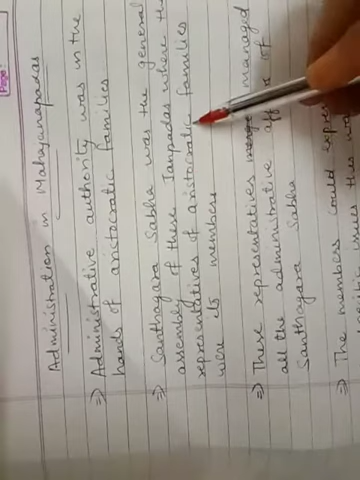 Page:
Administration in Mahajanapadas
⇒ Administrative authority was in the
hands of aristocratic families
⇒ Santhagara Sabha was the general
assembly of these Janpadas where the
representatives of aristocratic families
were its members
⇒ These representatives managed
all the administrative of
Santhagara Sabha
⇒ The members could